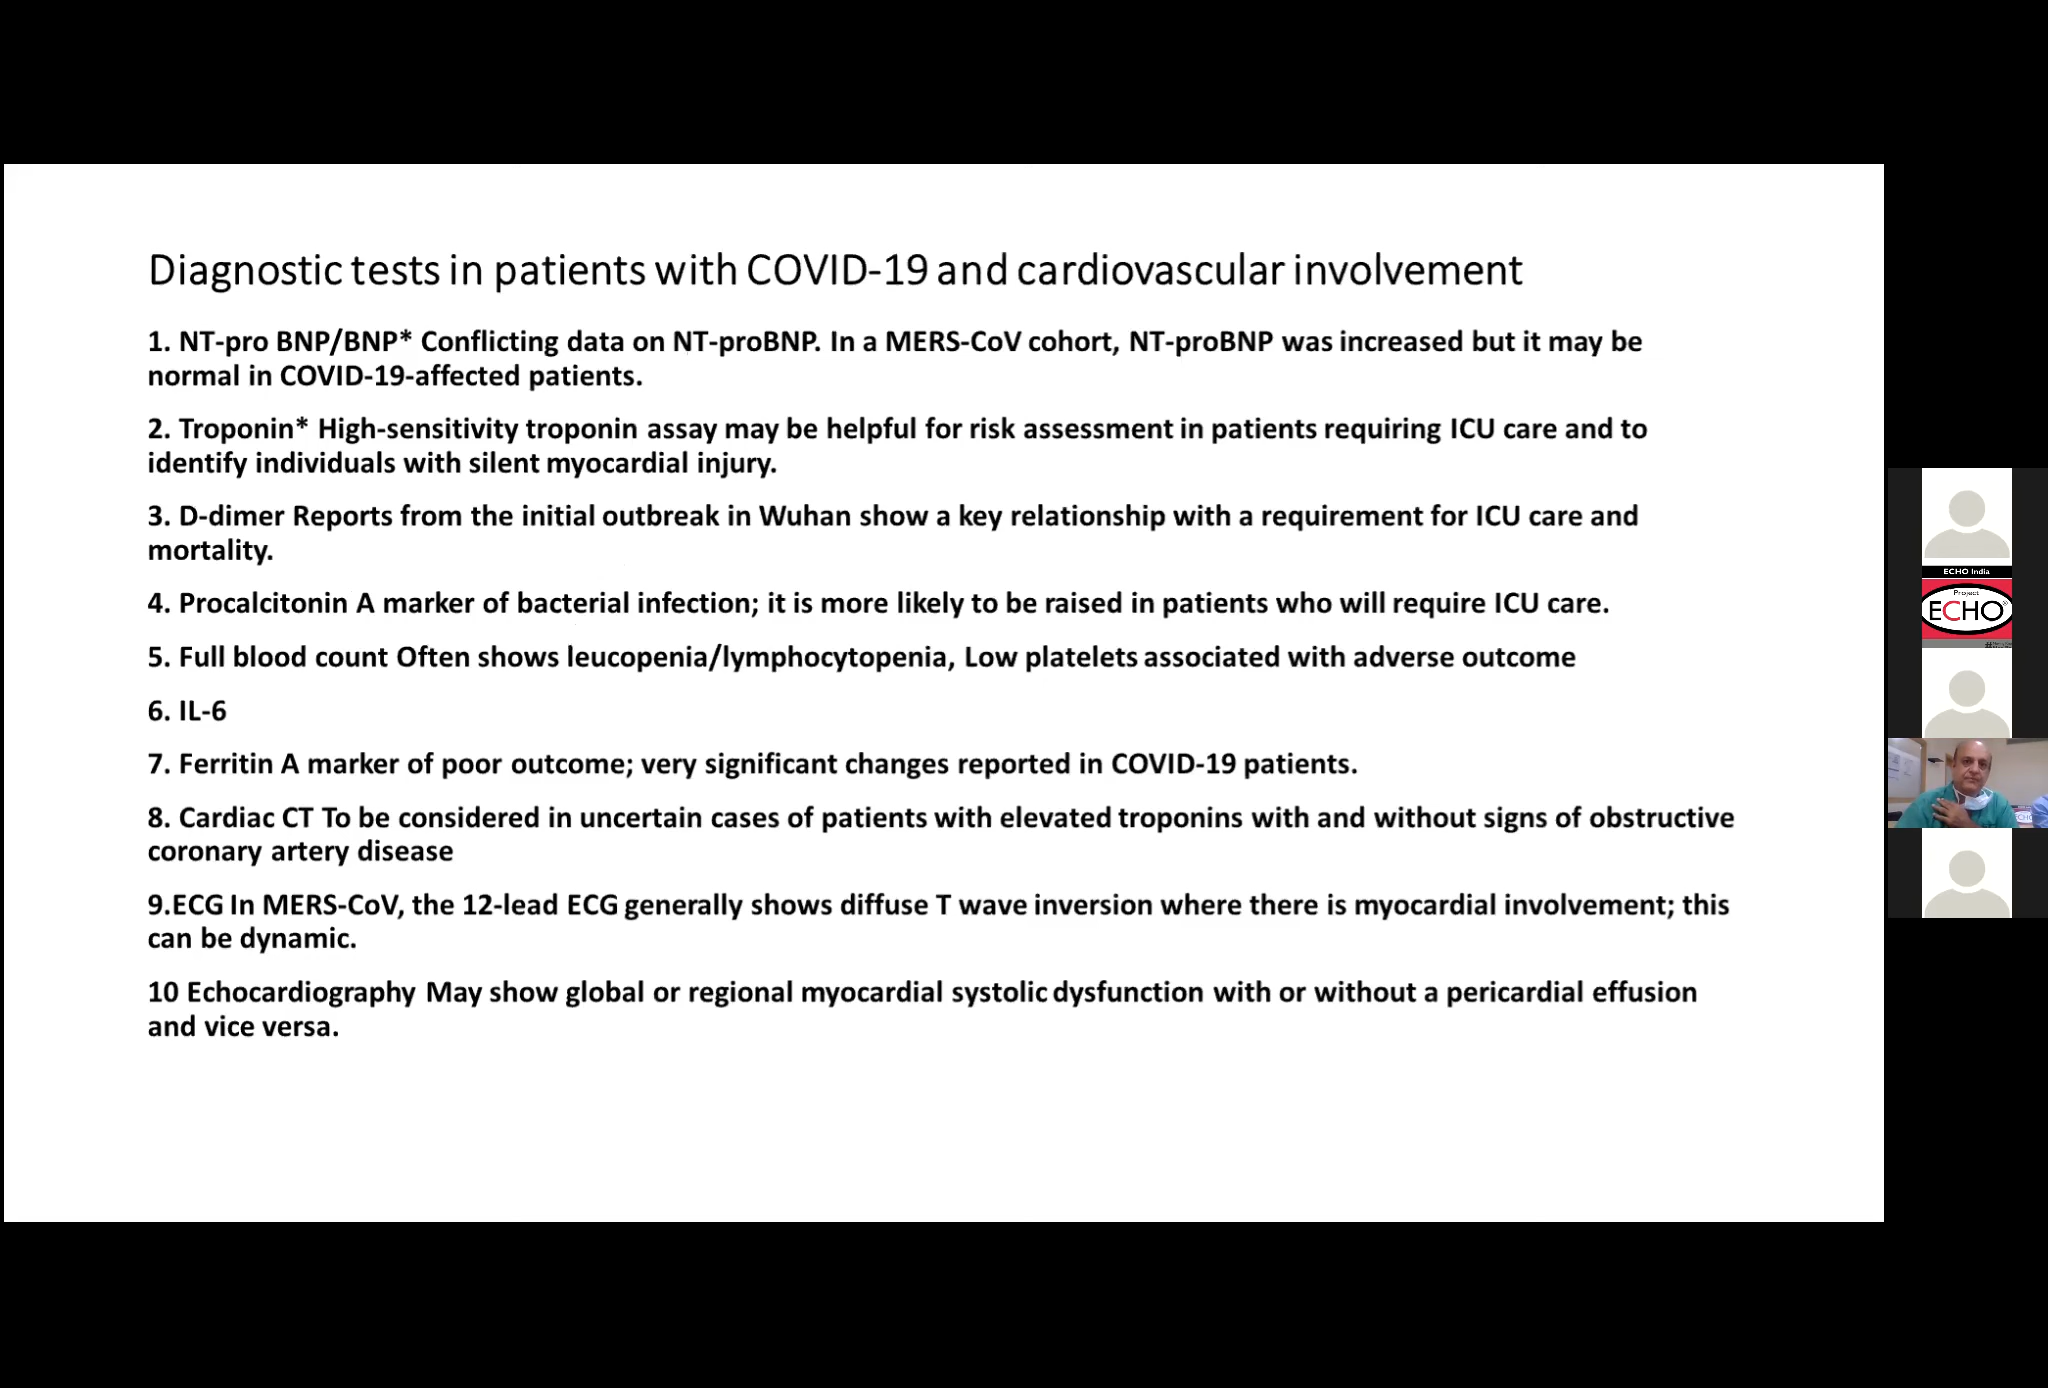 Diagnostic tests in patients with COVID-19 and cardiovascular involvement
1. NT-pro BNP/BNP* Conflicting data on NT-proBNP. In a MERS-CoV cohort, NT-proBNP was increased but it may be
normal in COVID-19-affected patients.
2. Troponin* High-sensitivity troponin assay may be helpful for risk assessment in patients requiring ICU care and to
identify individuals with silent myocardial injury.
3. D-dimer Reports from the initial outbreak in Wuhan show a key relationship with a requirement for ICU care and
mortality.
4. Procalcitonin A marker of bacterial infection; it is more likely to be raised in patients who will require ICU care.
5. Full blood count Often shows leucopenia/lymphocytopenia, Low platelets associated with adverse outcome
6. IL-6
7. Ferritin A marker of poor outcome; very significant changes reported in COVID-19 patients.
8. Cardiac CT To be considered in uncertain cases of patients with elevated troponins with and without signs of obstructive
coronary artery disease
9.ECG In MERS-CoV, the 12-lead ECG generally shows diffuse T wave inversion where there is myocardial involvement; this
can be dynamic.
10 Echocardiography May show global or regional myocardial systolic dysfunction with or without a pericardial effusion
and vice versa.
ECHO India
Project
ECHO®